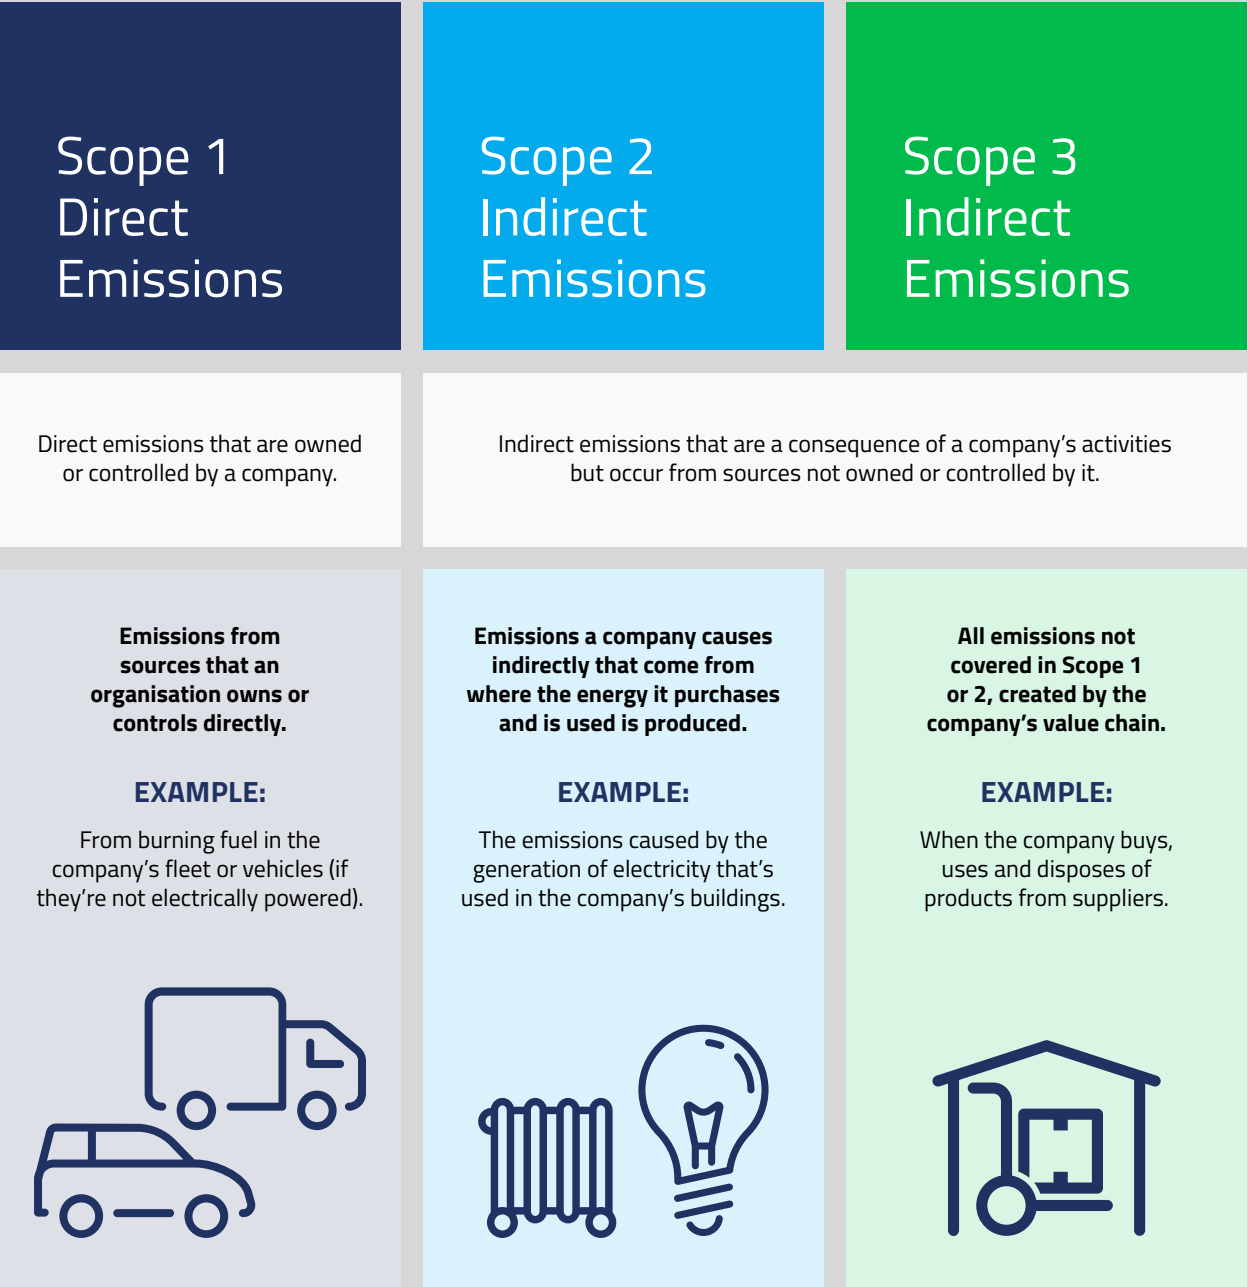 Scope 1
Direct
Emissions
Scope 2
Indirect
Emissions
Scope 3
Indirect
Emissions
Direct emissions that are owned
or controlled by a company.
Indirect emissions that are a consequence of a company's activities
but occur from sources not owned or controlled by it.
Emissions from
sources that an
organisation owns or
controls directly.
EXAMPLE:
From burning fuel in the
company's fleet or vehicles (if
they're not electrically powered).
Emissions a company causes
indirectly that come from
where the energy it purchases
and is used is produced.
EXAMPLE:
The emissions caused by the
generation of electricity that's
used in the company's buildings.
All emissions not
covered in Scope 1
or 2, created by the
company's value chain.
EXAMPLE:
When the company buys,
uses and disposes of
products from suppliers.